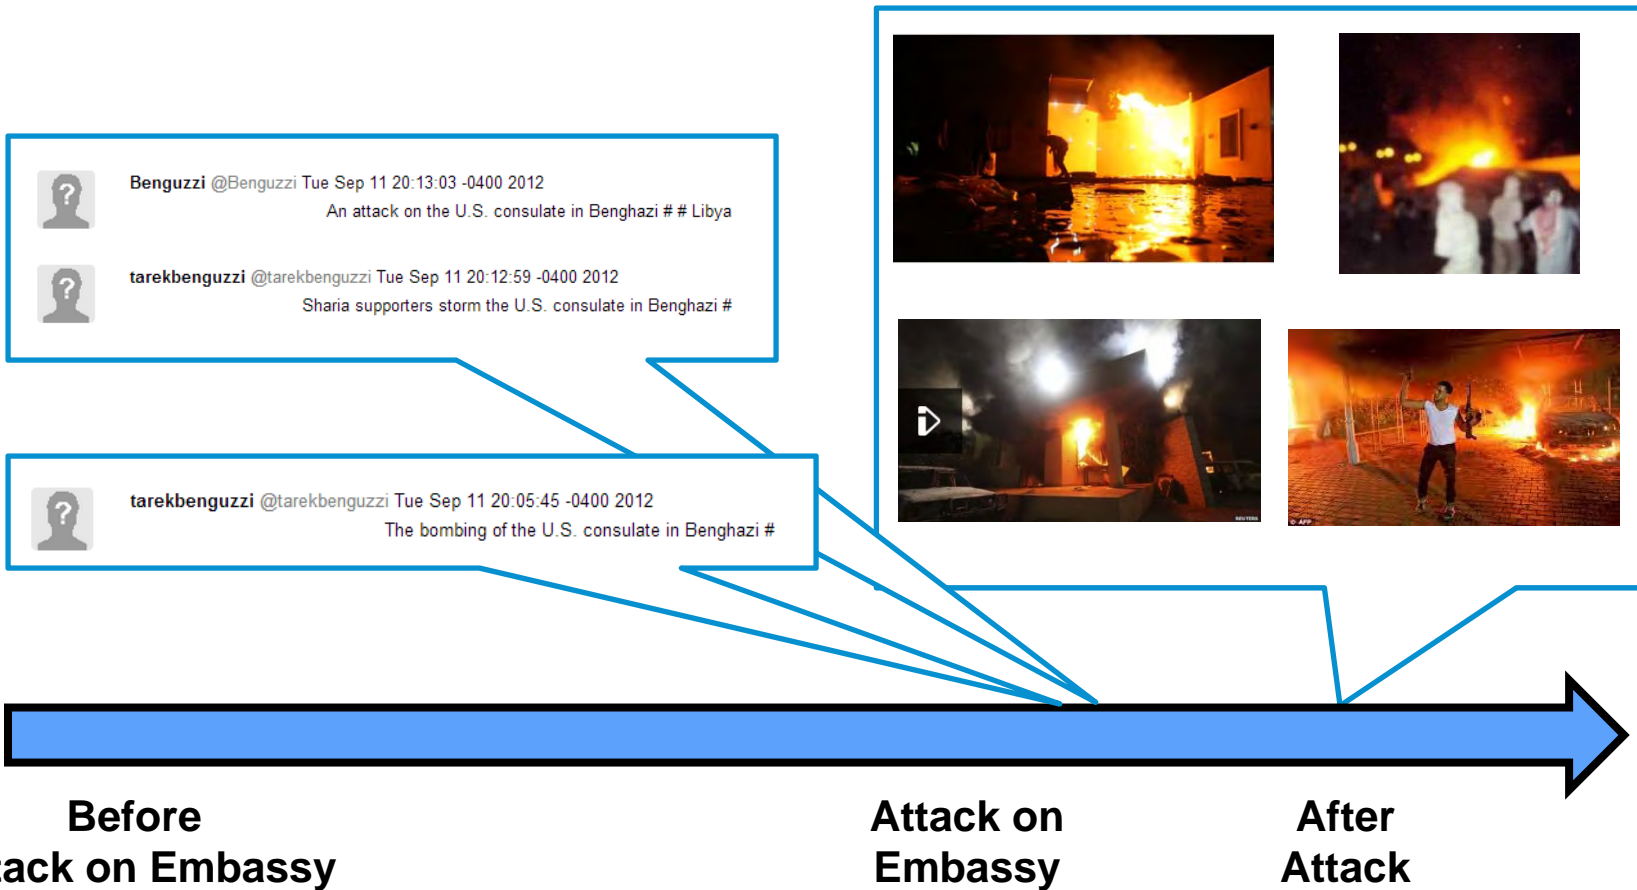 Benguzzi @Benguzzi Tue Sep 11 20:13:03 -0400 2012
An attack on the U.S. consulate in Benghazi # # Libya
tarekbenguzzi @tarekbenguzzi Tue Sep 11 20:12:59 -0400 2012
Sharia supporters storm the U.S. consulate in Benghazi #
tarekbenguzzi @tarekbenguzzi Tue Sep 11 20:05:45 -0400 2012
The bombing of the U.S. consulate in Benghazi #
REUTERS
© AFP
Before
tack on Embassy
Attack on
Embassy
After
Attack